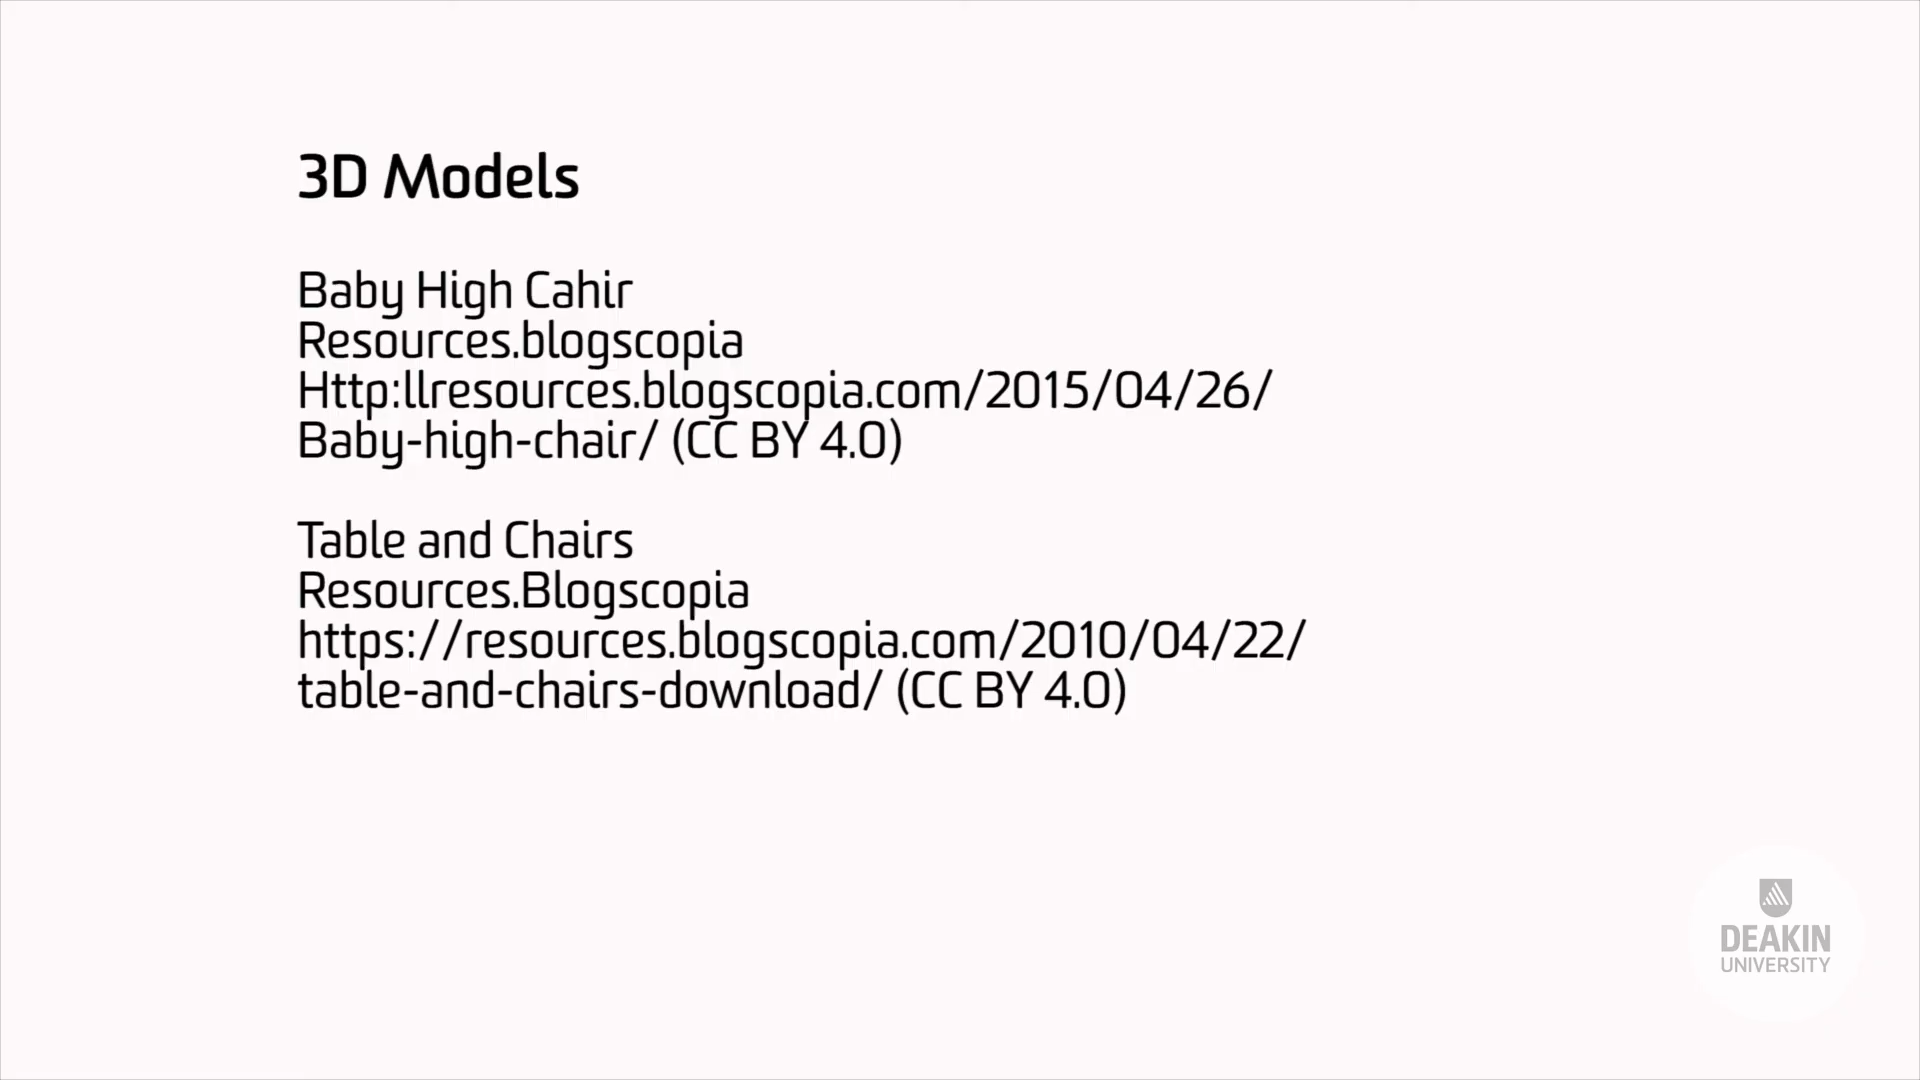 3D Models
Baby High Cahir
Resources.blogscopia
Http:llresources.blogscopia.com/2015/04/26/
Baby-high-chair/ (CC BY 4.0)
Table and Chairs
Resources.Blogscopia
https://resources.blogscopia.com/2010/04/22/
table-and-chairs-download/ (CC BY 4.0)
DEAKIN
UNIVERSITY